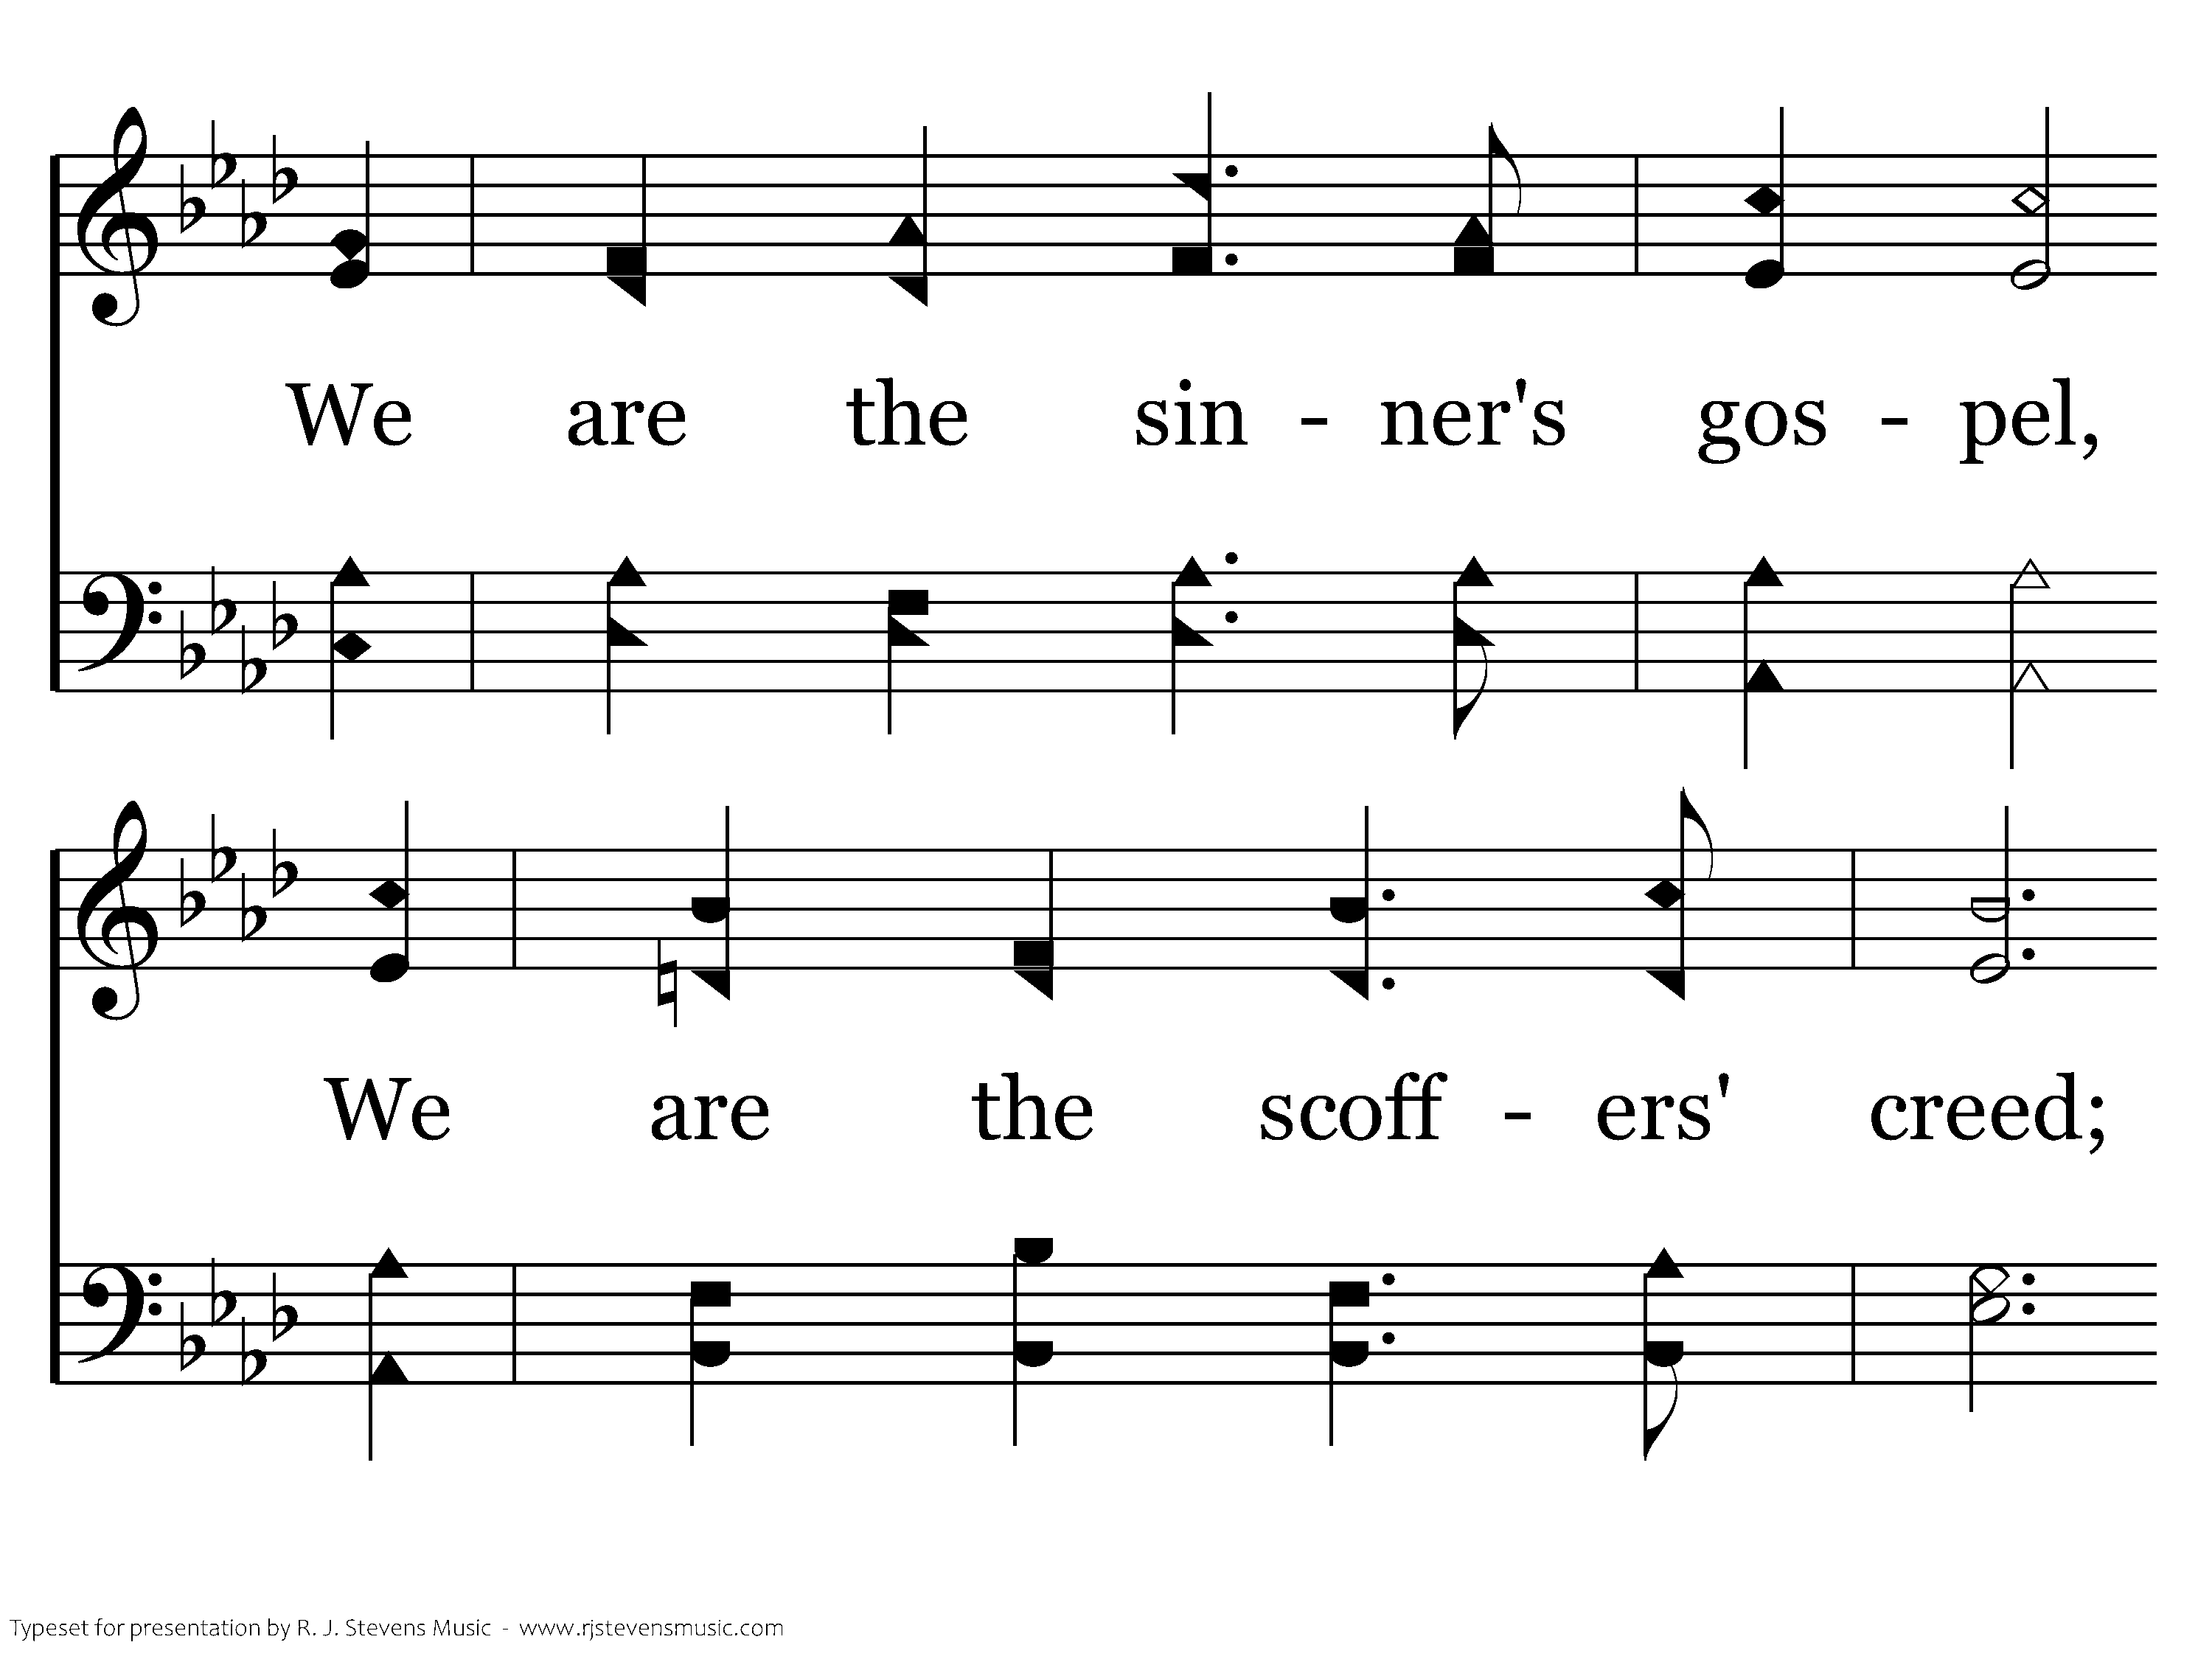 We are the sin - ner's gos - pel,
We are the scoff - ers' creed;
Typeset for presentation by R. J. Stevens Music - www.rjstevensmusic.com